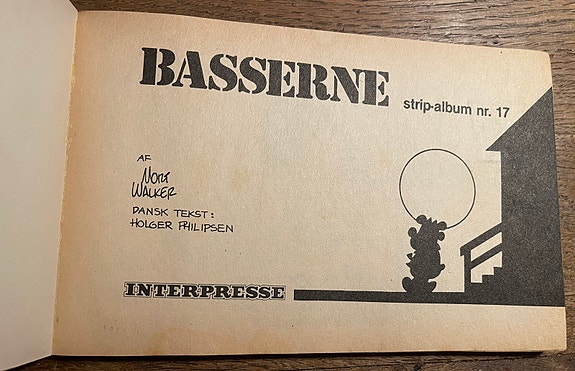 BASSERNE
strip-album nr. 17
AF
MORT
WALKER
DANSK TEKST:
HOLGER PHILIPSEN
INTERPRESSE